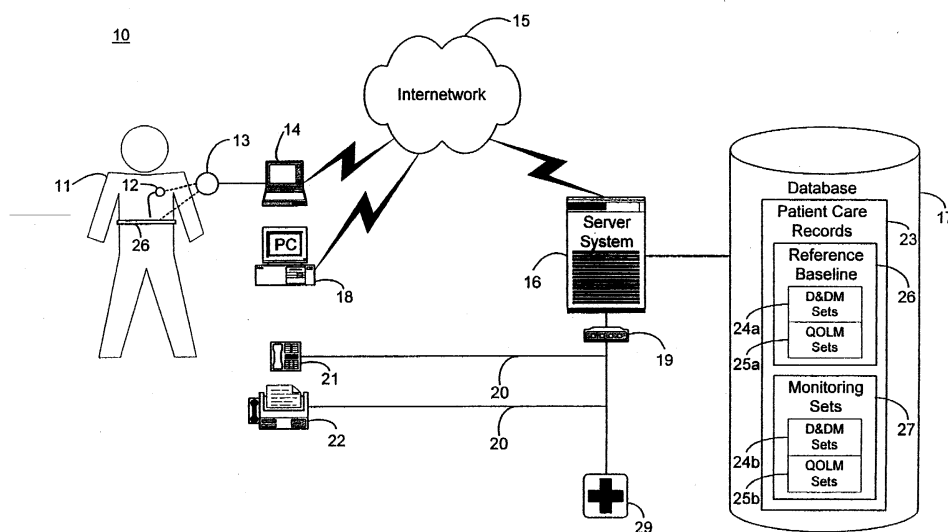 10
15
Internetwork
13
14
11
12
26
PC
18
Server
System
16
19
21
20
22
20
29
Database
17
Patient Care
Records
23
Reference
Baseline
26
D&DM
Sets
24a
QOLM
Sets
25a
Monitoring
Sets
27
D&DM
Sets
24b
QOLM
Sets
25b